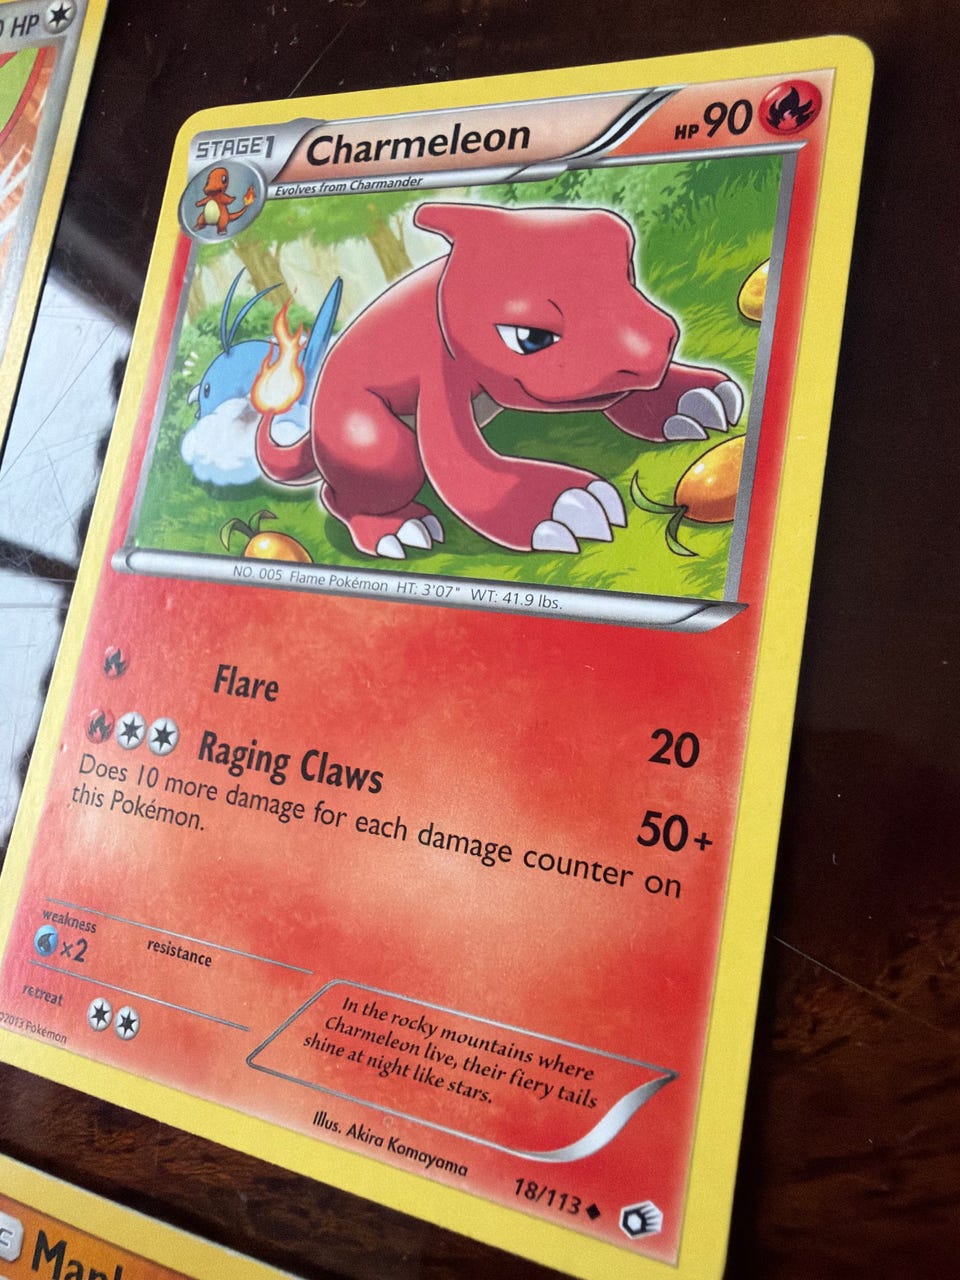 HP
STAGE1
Charmeleon
HP 90
Evolves from Charmander
NO. 005 Flame Pokémon HT: 3'07" WT: 41.9 lbs.
Flare 20
Raging Claws 50+
Does 10 more damage for each damage counter on
this Pokémon.
weakness
×2
resistance
retreat
©2013 Pokémon
In the rocky mountains where
Charmeleon live, their fiery tails
shine at night like stars.
Illus. Akira Komayama
18/113